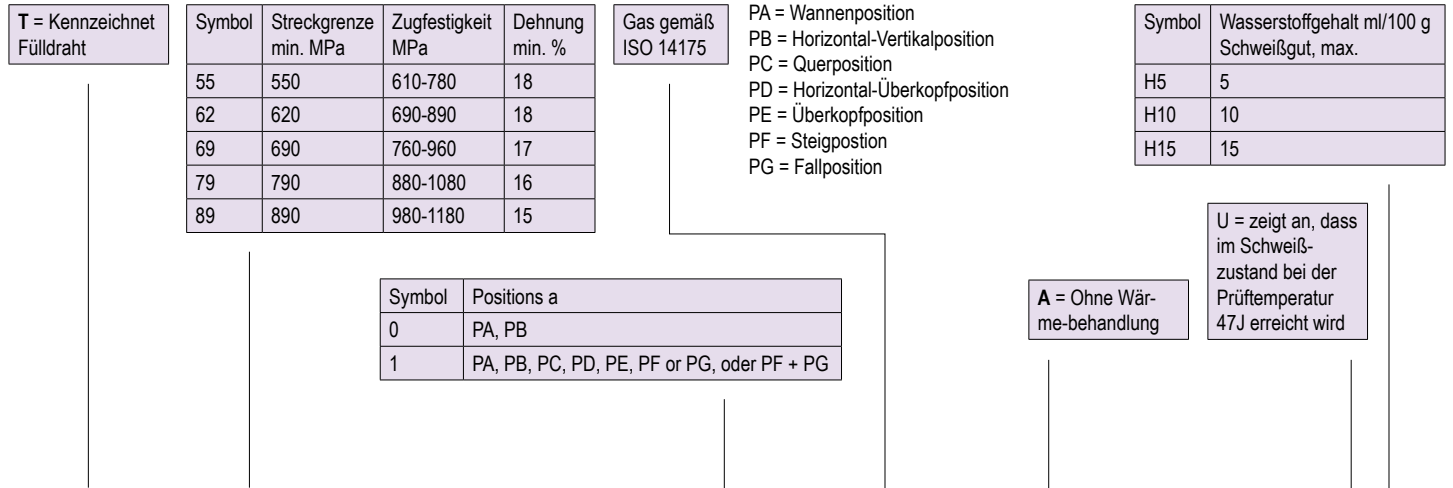 T = Kennzeichnet
Fülldraht
Symbol Streckgrenze min. MPa Zugfestigkeit MPa Dehnung min. %
55 550 610-780 18
62 620 690-890 18
69 690 760-960 17
79 790 880-1080 16
89 890 980-1180 15
Gas gemäß
ISO 14175
PA = Wannenposition
PB = Horizontal-Vertikalposition
PC = Querposition
PD = Horizontal-Überkopfposition
PE = Überkopfposition
PF = Steigpostion
PG = Fallposition
Symbol Wasserstoffgehalt ml/100 g
Schweißgut, max.
H5 5
H10 10
H15 15
U = zeigt an, dass
im Schweiß-
zustand bei der
Prüftemperatur
47J erreicht wird
Symbol Positions a
0 PA, PB
1 PA, PB, PC, PD, PE, PF or PG, oder PF + PG
A = Ohne Wär-
me-behandlung